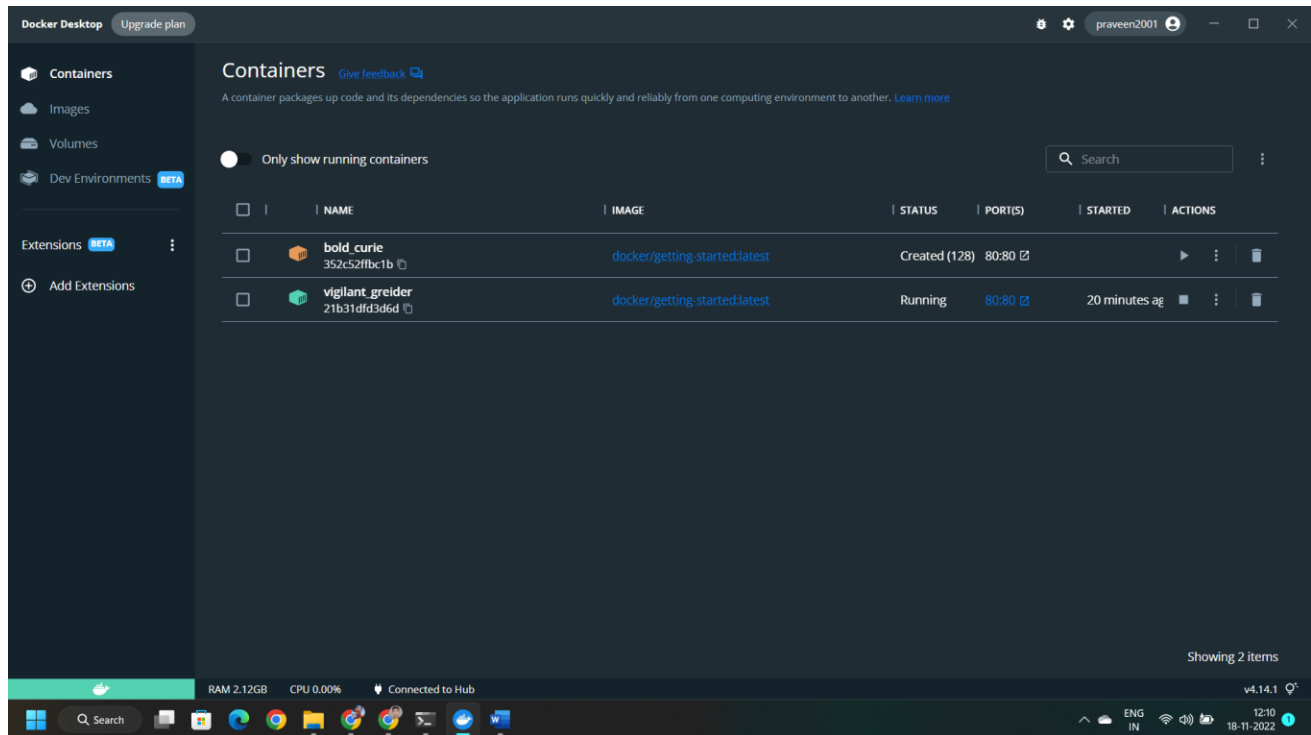 Docker Desktop Upgrade plan praveen2001
Containers
Images
Volumes
Dev Environments BETA
Extensions BETA
Add Extensions
Containers Give feedback
A container packages up code and its dependencies so the application runs quickly and reliably from one computing environment to another. Learn more
Only show running containers
Search
NAME IMAGE STATUS PORT(S) STARTED ACTIONS
bold_curie docker/getting-started:latest Created (128) 80:80
352c52ffbc1b
vigilant_greider docker/getting-started:latest Running 80:80 20 minutes ag
21b31dfd3d6d
Showing 2 items
RAM 2.12GB CPU 0.00% Connected to Hub v4.14.1
Search W ENG 12:10 1
IN 18-11-2022